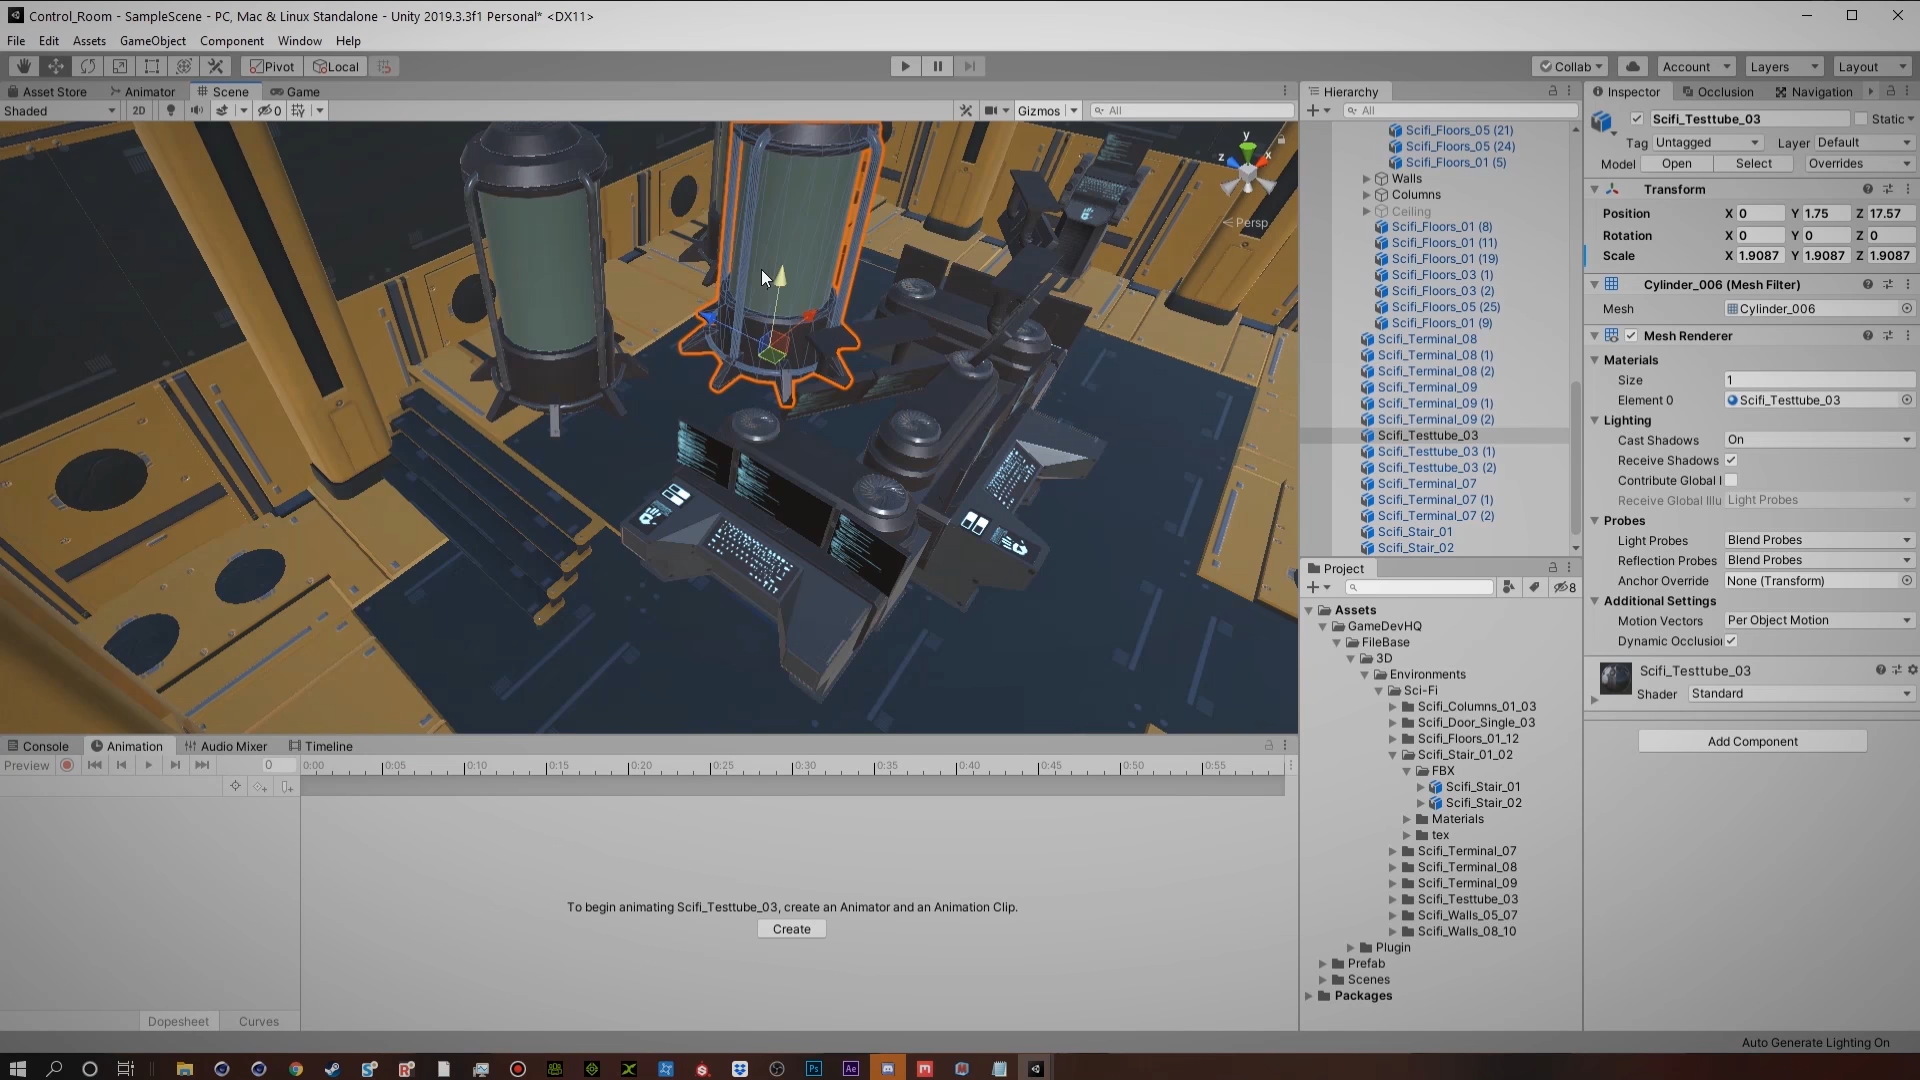 Control_Room - SampleScene - PC, Mac & Linux Standalone - Unity 2019.3.3f1 Personal* <DX11>
File Edit Assets GameObject Component Window Help
Pivot Local Collab Account Layers Layout
Asset Store Animator Scene Game
Shaded 2D 0 Gizmos All
y
z
x
Persp
Hierarchy
All
Scifi_Floors_05 (21)
Scifi_Floors_05 (24)
Scifi_Floors_01 (5)
Walls
Columns
Ceiling
Scifi_Floors_01 (8)
Scifi_Floors_01 (11)
Scifi_Floors_01 (19)
Scifi_Floors_03 (1)
Scifi_Floors_03 (2)
Scifi_Floors_05 (25)
Scifi_Floors_01 (9)
Scifi_Terminal_08
Scifi_Terminal_08 (1)
Scifi_Terminal_08 (2)
Scifi_Terminal_09
Scifi_Terminal_09 (1)
Scifi_Terminal_09 (2)
Scifi_Testtube_03
Scifi_Testtube_03 (1)
Scifi_Testtube_03 (2)
Scifi_Terminal_07
Scifi_Terminal_07 (1)
Scifi_Terminal_07 (2)
Scifi_Stair_01
Scifi_Stair_02
Project
8
Assets
GameDevHQ
FileBase
3D
Environments
Sci-Fi
Scifi_Columns_01_03
Scifi_Door_Single_03
Scifi_Floors_01_12
Scifi_Stair_01_02
FBX
Scifi_Stair_01
Scifi_Stair_02
Materials
tex
Scifi_Terminal_07
Scifi_Terminal_08
Scifi_Terminal_09
Scifi_Testtube_03
Scifi_Walls_05_07
Scifi_Walls_08_10
Plugin
Prefab
Scenes
Packages
Inspector Occlusion Navigation
Scifi_Testtube_03 Static
Tag Untagged Layer Default
Model Open Select Overrides
Transform
Position X 0 Y 1.75 Z 17.57
Rotation X 0 Y 0 Z 0
Scale X 1.9087 Y 1.9087 Z 1.9087
Cylinder_006 (Mesh Filter)
Mesh Cylinder_006
Mesh Renderer
Materials
Size 1
Element 0 Scifi_Testtube_03
Lighting
Cast Shadows On
Receive Shadows
Contribute Global I
Receive Global Illu Light Probes
Probes
Light Probes Blend Probes
Reflection Probes Blend Probes
Anchor Override None (Transform)
Additional Settings
Motion Vectors Per Object Motion
Dynamic Occlusion
Scifi_Testtube_03
Shader Standard
Add Component
Console Animation Audio Mixer Timeline
Preview 0 0:00 0:05 0:10 0:15 0:20 0:25 0:30 0:35 0:40 0:45 0:50 0:55
To begin animating Scifi_Testtube_03, create an Animator and an Animation Clip.
Create
Dopesheet Curves
Auto Generate Lighting On
Ps Ae